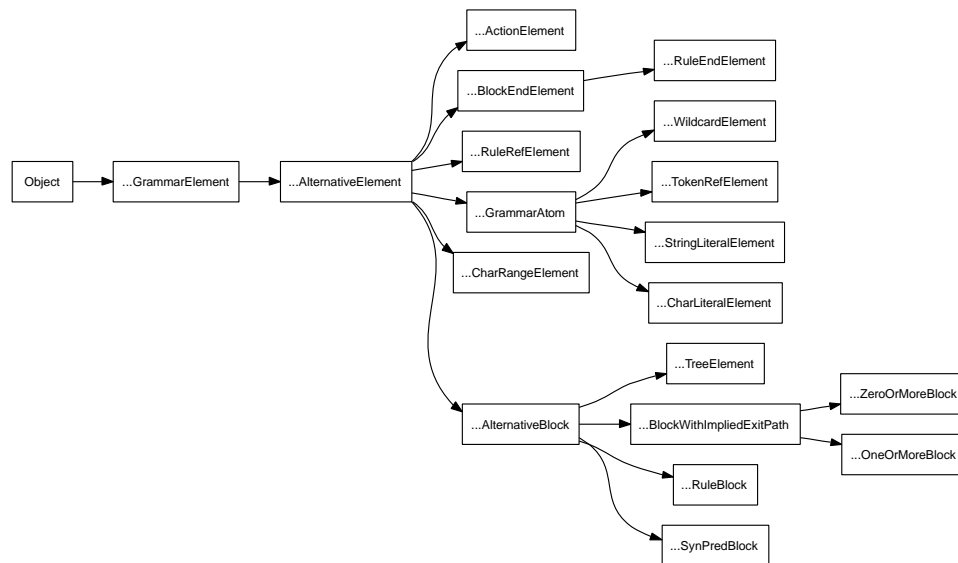 ...ActionElement
...RuleEndElement
...BlockEndElement
...WildcardElement
...RuleRefElement
Object
...GrammarElement
...AlternativeElement
...TokenRefElement
...GrammarAtom
...StringLiteralElement
...CharRangeElement
...CharLiteralElement
...TreeElement
...ZeroOrMoreBlock
...AlternativeBlock
...BlockWithImpliedExitPath
...OneOrMoreBlock
...RuleBlock
...SynPredBlock